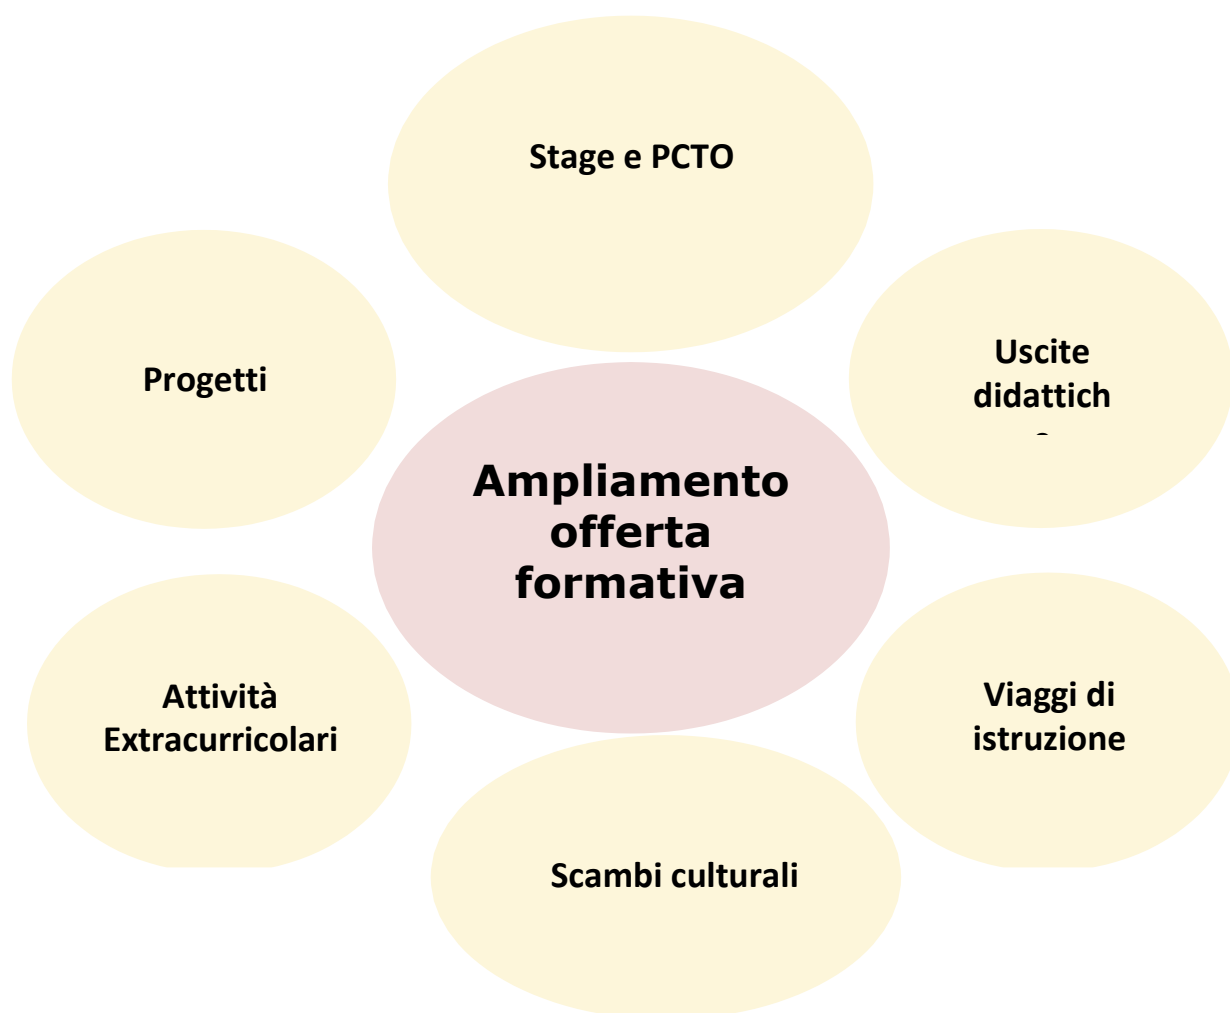 Stage e PCTO
Progetti
Uscite
didattich
Ampliamento
offerta
formativa
Attività
Extracurricolari
Viaggi di
istruzione
Scambi culturali